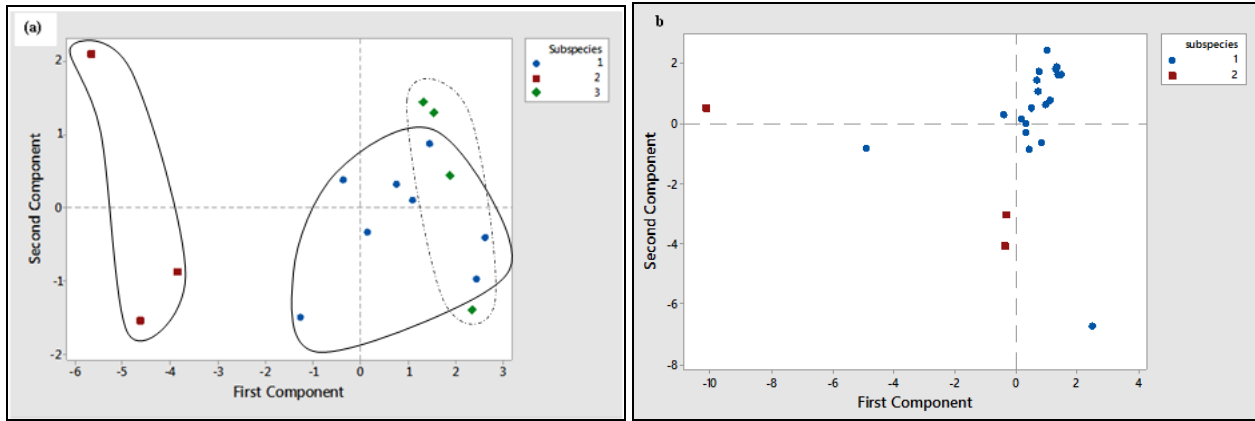 (a)
Subspecies
1
2
3
2
1
0
-1
-2
Second Component
-6 -5 -4 -3 -2 -1 0 1 2 3
First Component
b
subspecies
1
2
2
0
-2
-4
-6
-8
Second Component
-10 -8 -6 -4 -2 0 2 4
First Component